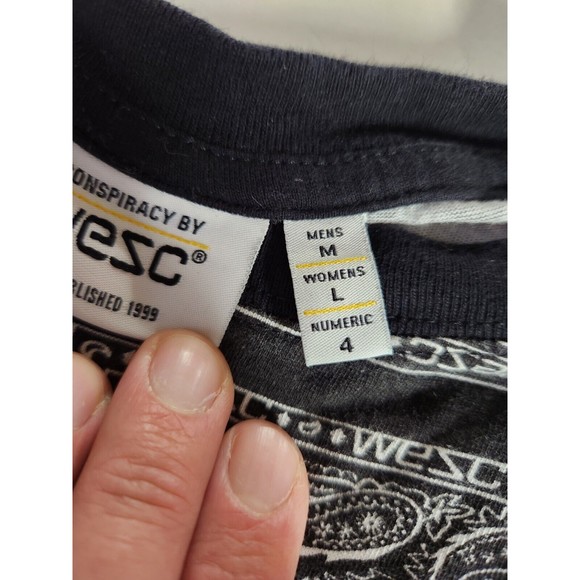 ONSPIRACY BY
wesc®
BLISHED 1999
MENS
M
WOMENS
L
NUMERIC
4
wesc